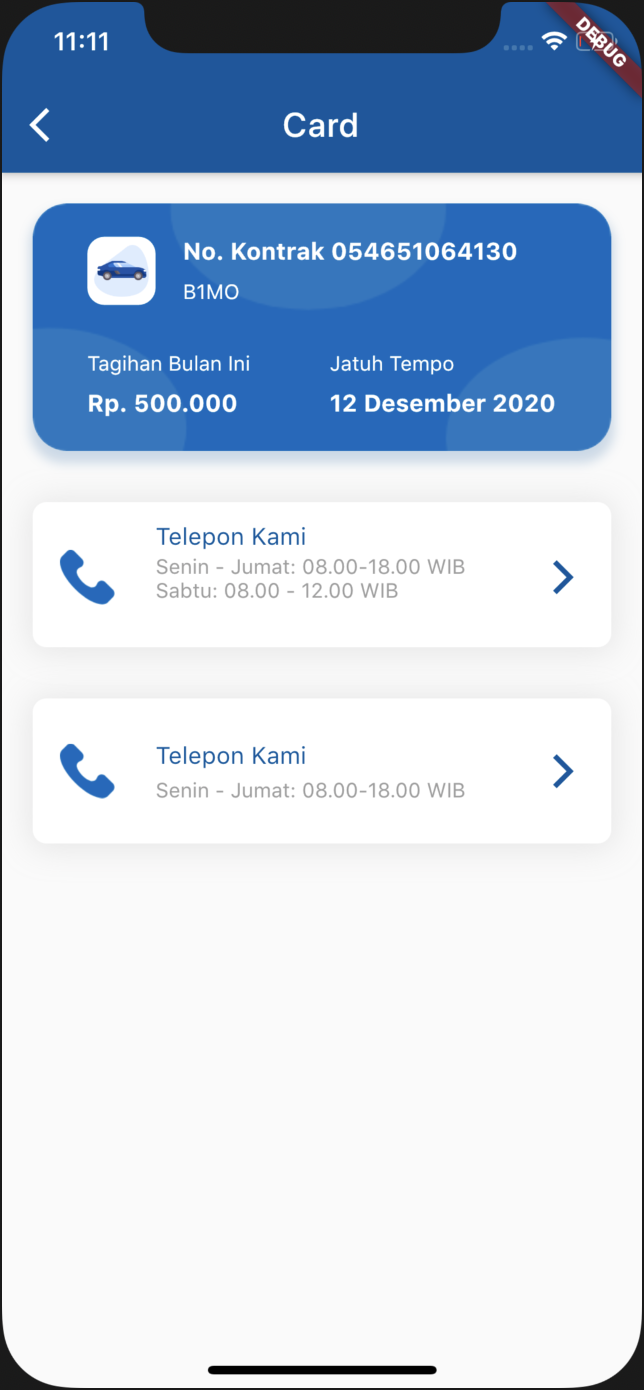 11:11
DEBUG
Card
No. Kontrak 054651064130
B1MO
Tagihan Bulan Ini
Jatuh Tempo
Rp. 500.000
12 Desember 2020
Telepon Kami
Senin - Jumat: 08.00-18.00 WIB
Sabtu: 08.00 - 12.00 WIB
Telepon Kami
Senin - Jumat: 08.00-18.00 WIB